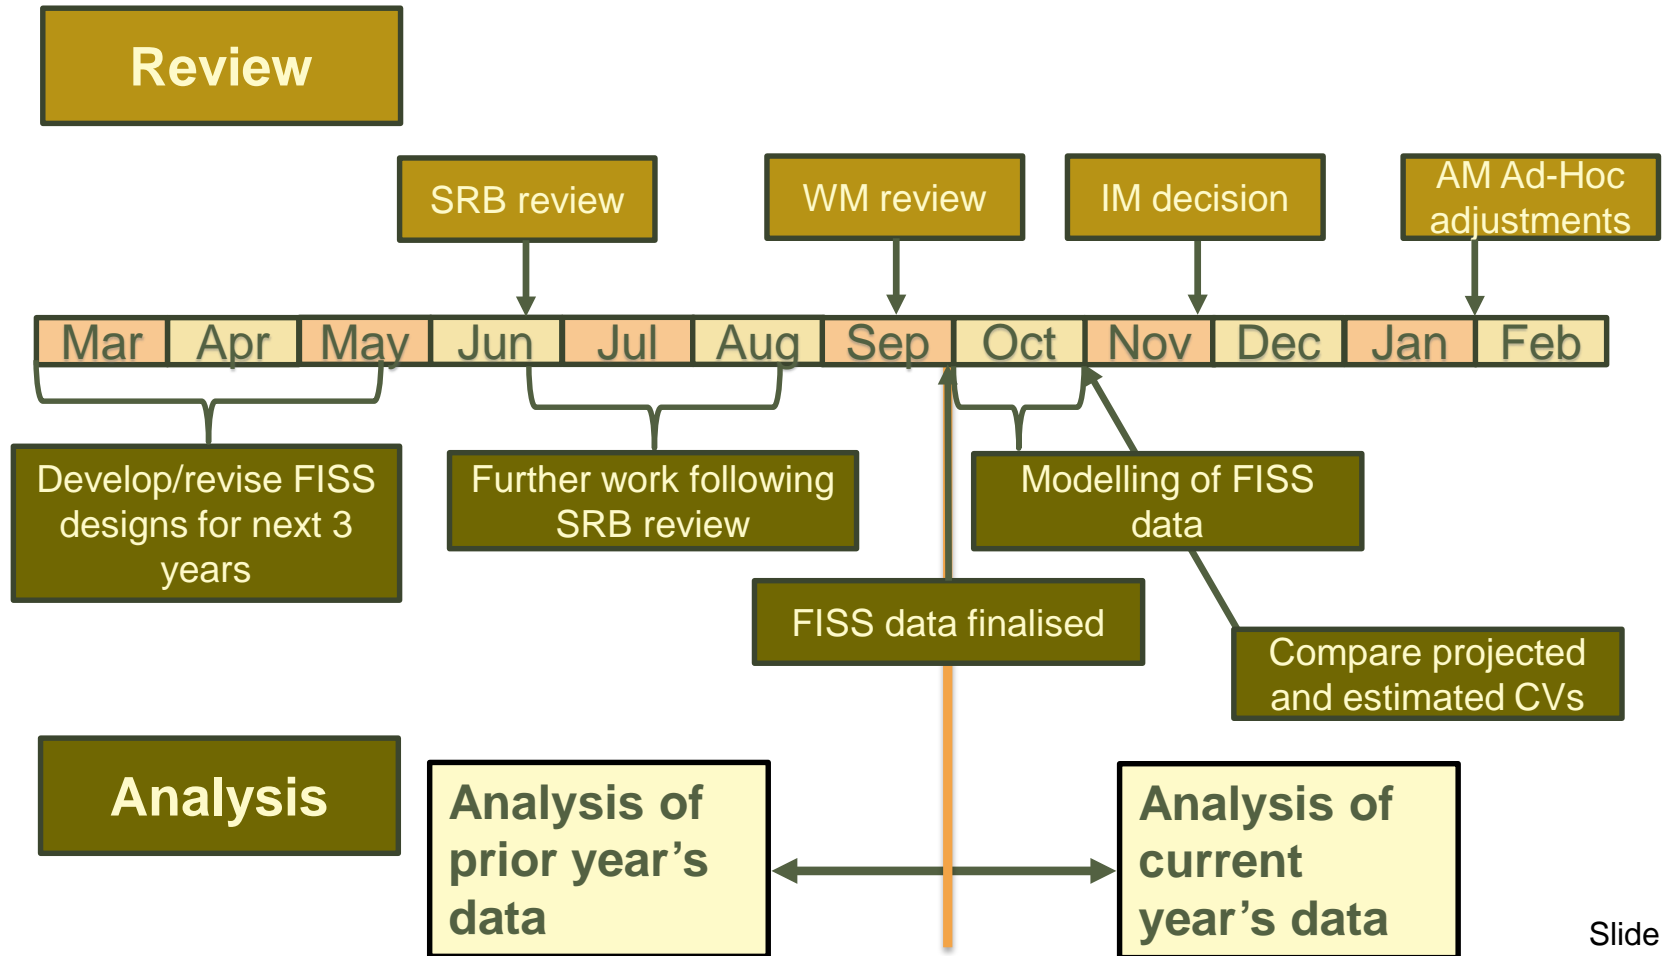 Review
SRB review
WM review
IM decision
AM Ad-Hoc
adjustments
Mar Apr May Jun Jul Aug Sep Oct Nov Dec Jan Feb
Develop/revise FISS
designs for next 3
years
Further work following
SRB review
Modelling of FISS
data
FISS data finalised
Compare projected
and estimated CVs
Analysis
Analysis of
prior year’s
data
Analysis of
current
year’s data
Slide